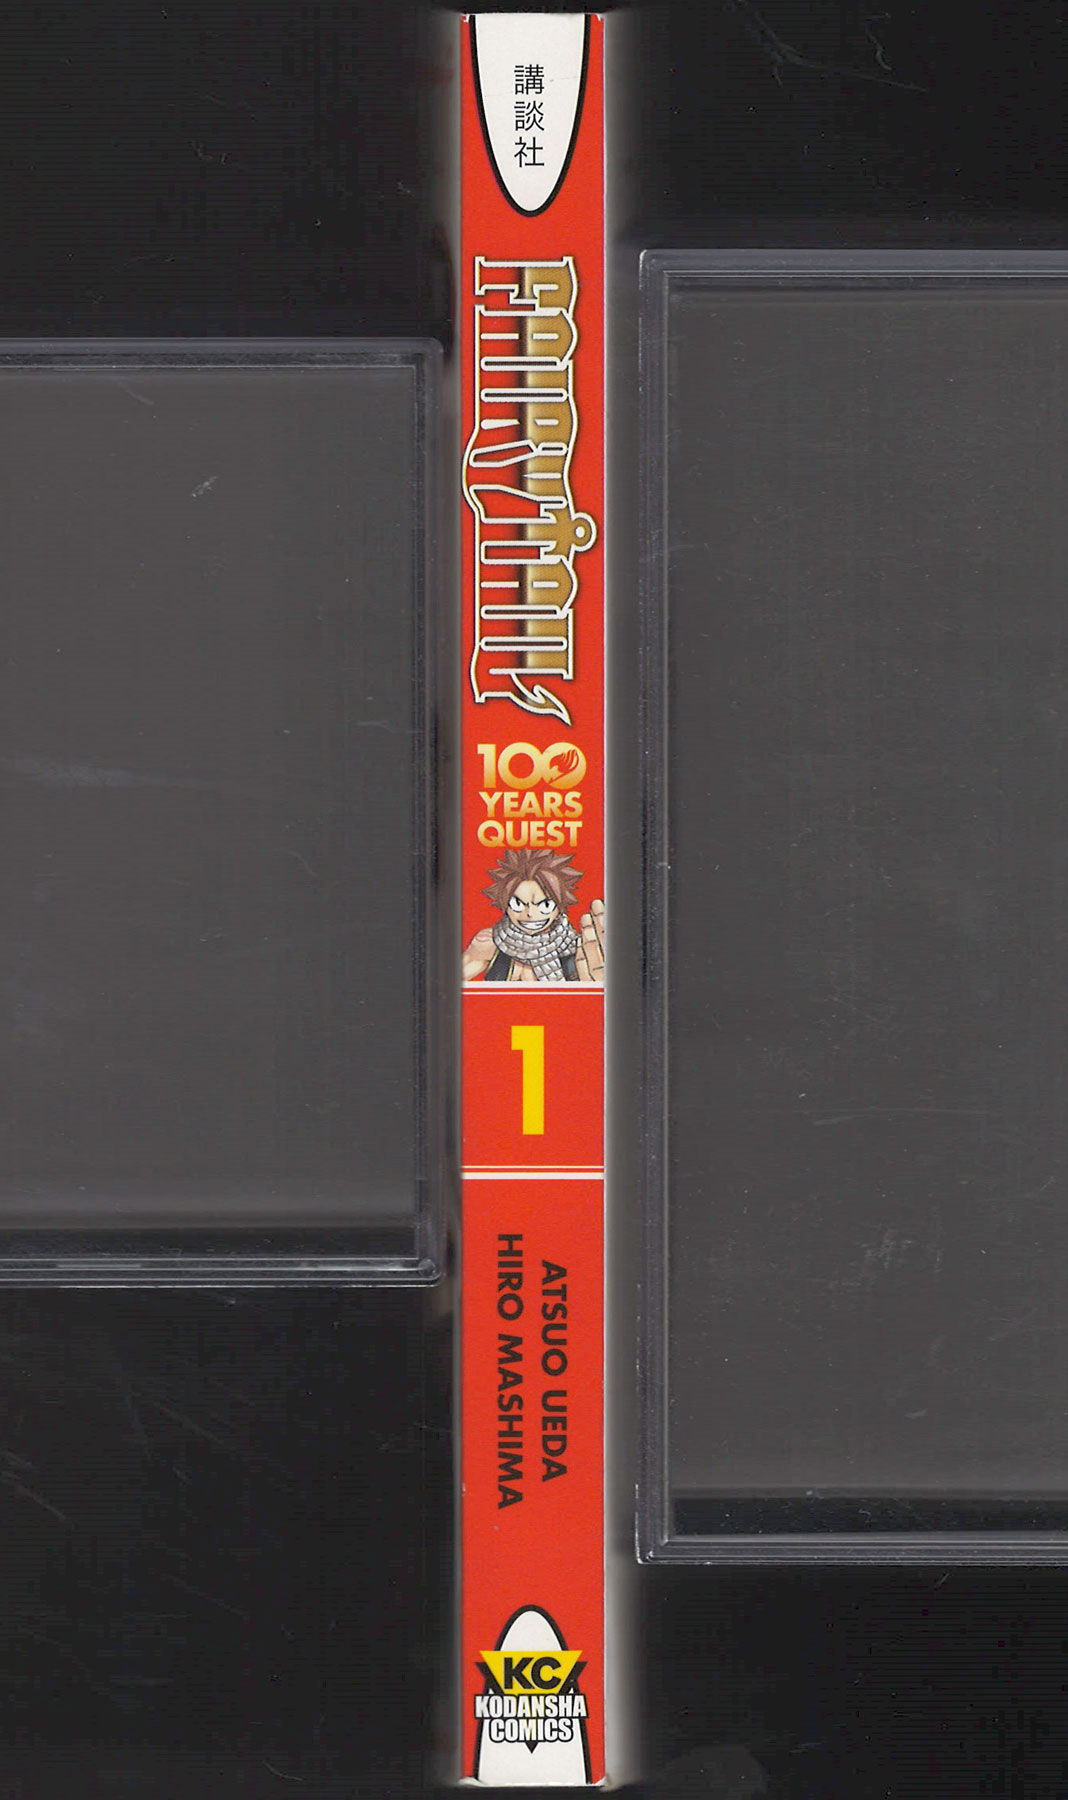 講談社
FAIRY TAIL
100
YEARS
QUEST
1
ATSUO UEDA
HIRO MASHIMA
KC
KODANSHA
COMICS